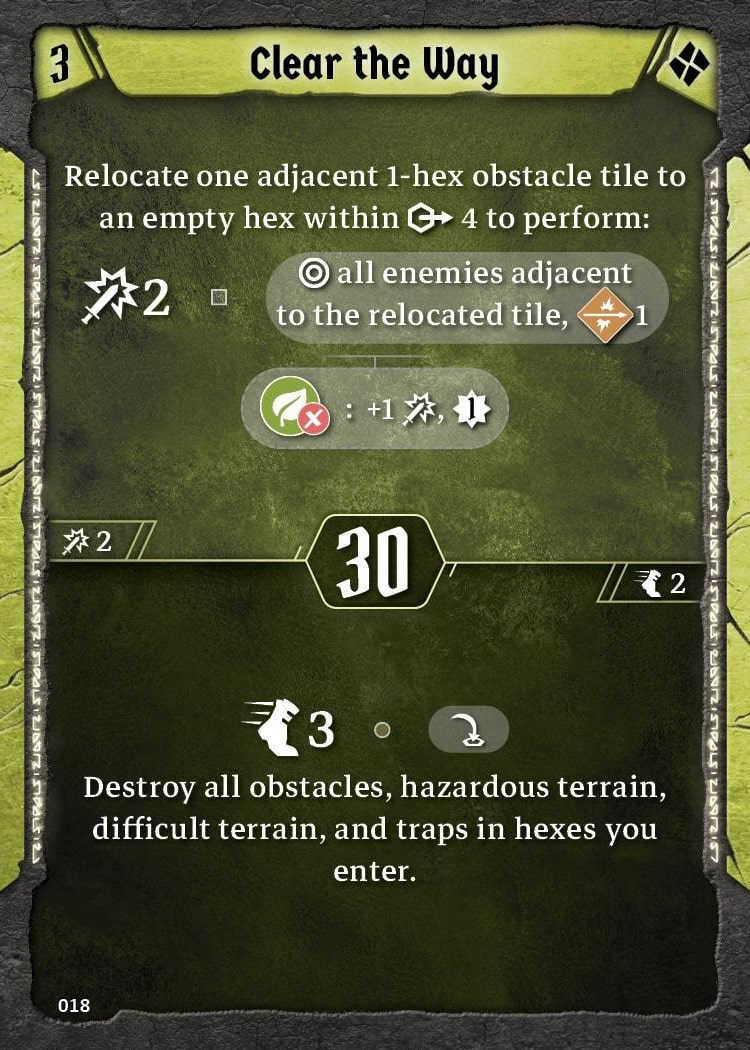 3
Clear the Way
Relocate one adjacent 1-hex obstacle tile to
an empty hex within 4 to perform:
2
all enemies adjacent
to the relocated tile, 1
: +1 , 1
2
30
2
3
Destroy all obstacles, hazardous terrain,
difficult terrain, and traps in hexes you
enter.
018